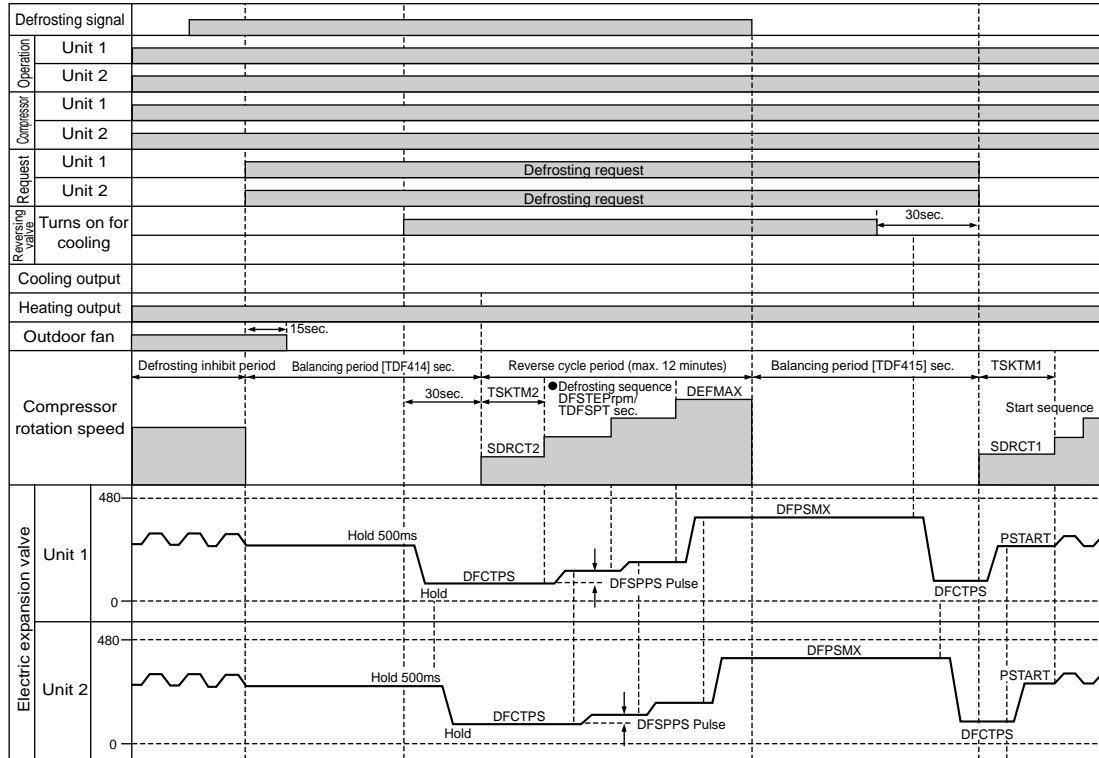 Defrosting signal
Operation
Unit 1
Unit 2
Compressor
Unit 1
Unit 2
Request
Unit 1
Defrosting request
Unit 2
Defrosting request
Reversing valve
Turns on for
cooling
30sec.
Cooling output
Heating output
Outdoor fan
15sec.
Compressor
rotation speed
Defrosting inhibit period
Balancing period [TDF414] sec.
Reverse cycle period (max. 12 minutes)
Balancing period [TDF415] sec.
TSKTM1
30sec.
TSKTM2
●Defrosting sequence
DFSTEPrpm/
TDFSPT sec.
DEFMAX
Start sequence
SDRCT2
SDRCT1
Electric expansion valve
Unit 1
480
0
Hold 500ms
Hold
DFCTPS
DFSPPS Pulse
DFPSMX
DFCTPS
PSTART
Unit 2
480
0
Hold 500ms
Hold
DFCTPS
DFSPPS Pulse
DFPSMX
DFCTPS
PSTART